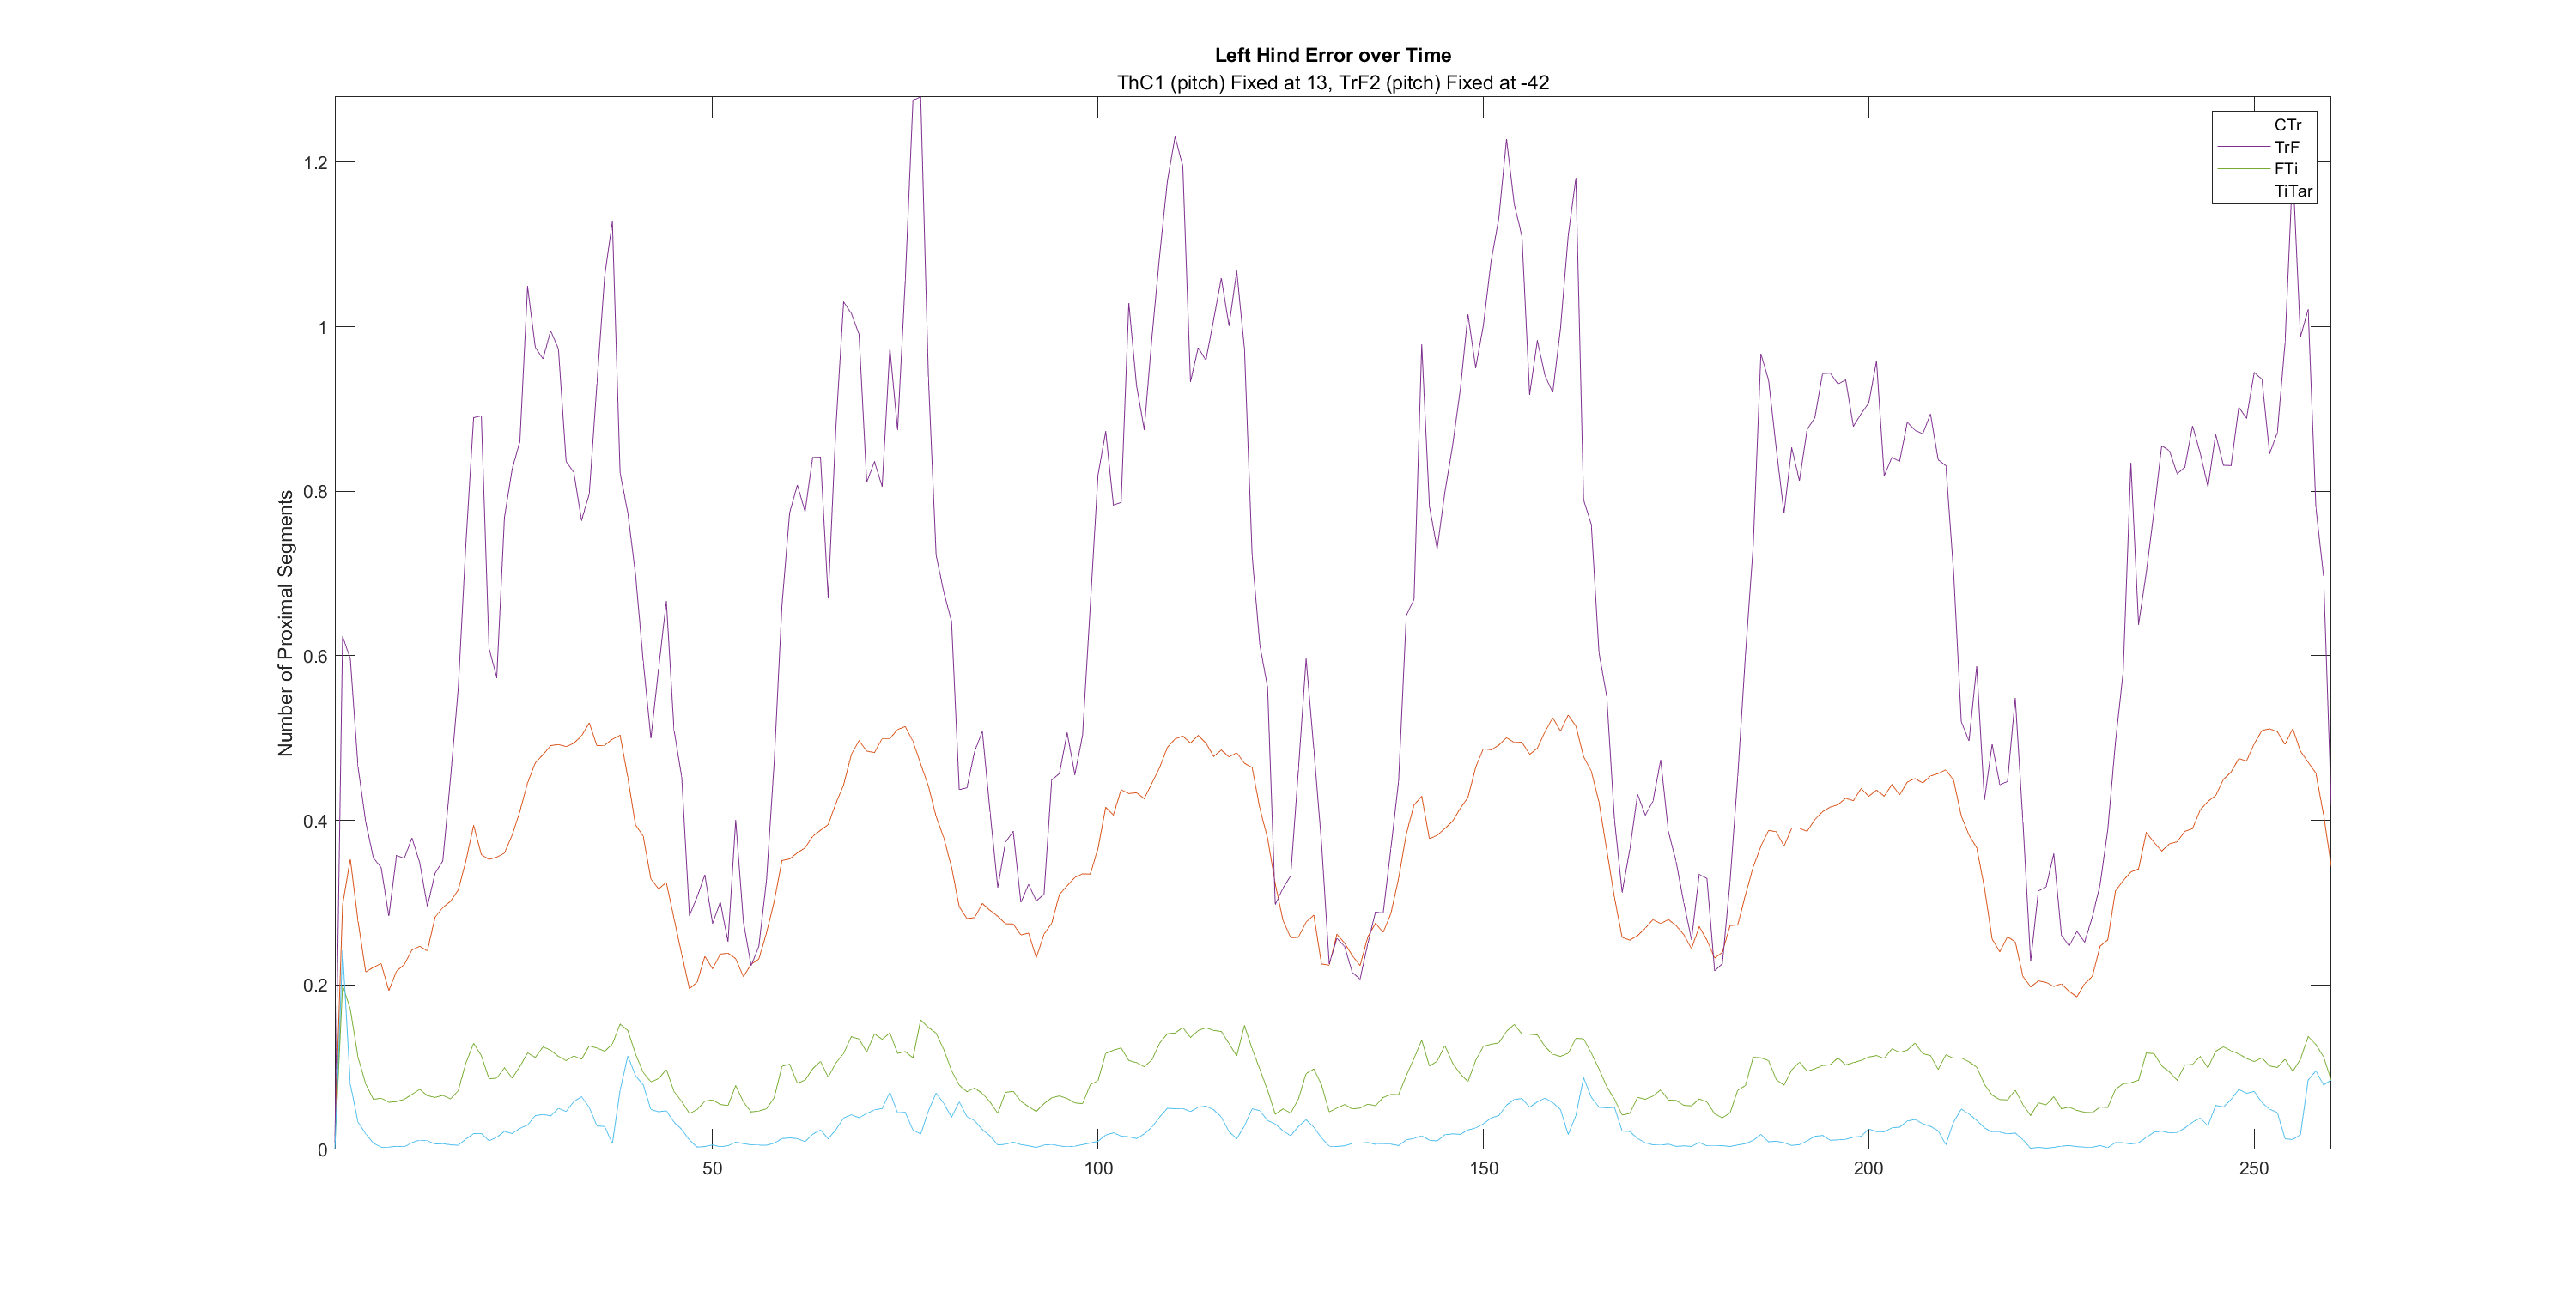 Left Hind Error over Time
ThC1 (pitch) Fixed at 13, TrF2 (pitch) Fixed at -42
CTr
TrF
FTi
TiTar
Number of Proximal Segments
1.2
1
0.8
0.6
0.4
0.2
0
50
100
150
200
250